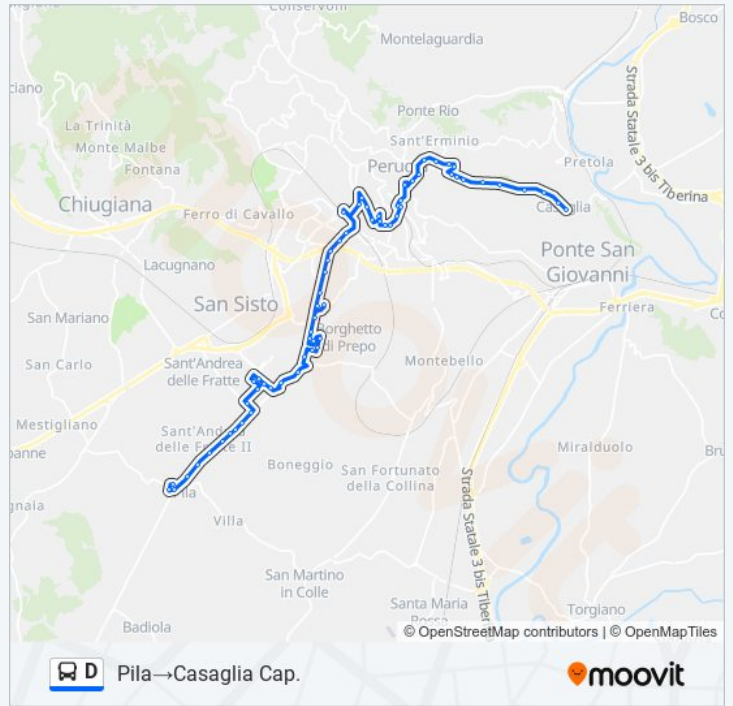 Conservoni
Bosco
Montelaguardia
Strada Statale 3 bis Tiberina
ciano
Ponte Rio
La Trinità
Monte Malbe
Sant'Erminio
Fontana
Perug
Pretola
Chiugiana
Ferro di Cavallo
Casaglia
Lacugnano
Ponte San
Giovanni
San Sisto
Ferriera
San Mariano
Borghetto
di Prepo
San Carlo
Sant'Andrea
delle Fratte
Montebello
Mestigliano
Sant'Andrea
delle Fratte II
Miralduolo
Boneggio
San Fortunato
della Collina
Strada Statale 3 bis Tiberina
Pila
Villa
San Martino
in Colle
Santa Maria
Rossa
Torgiano
Badiola
© OpenStreetMap contributors | © OpenMapTiles
D Pila→Casaglia Cap.
moovit